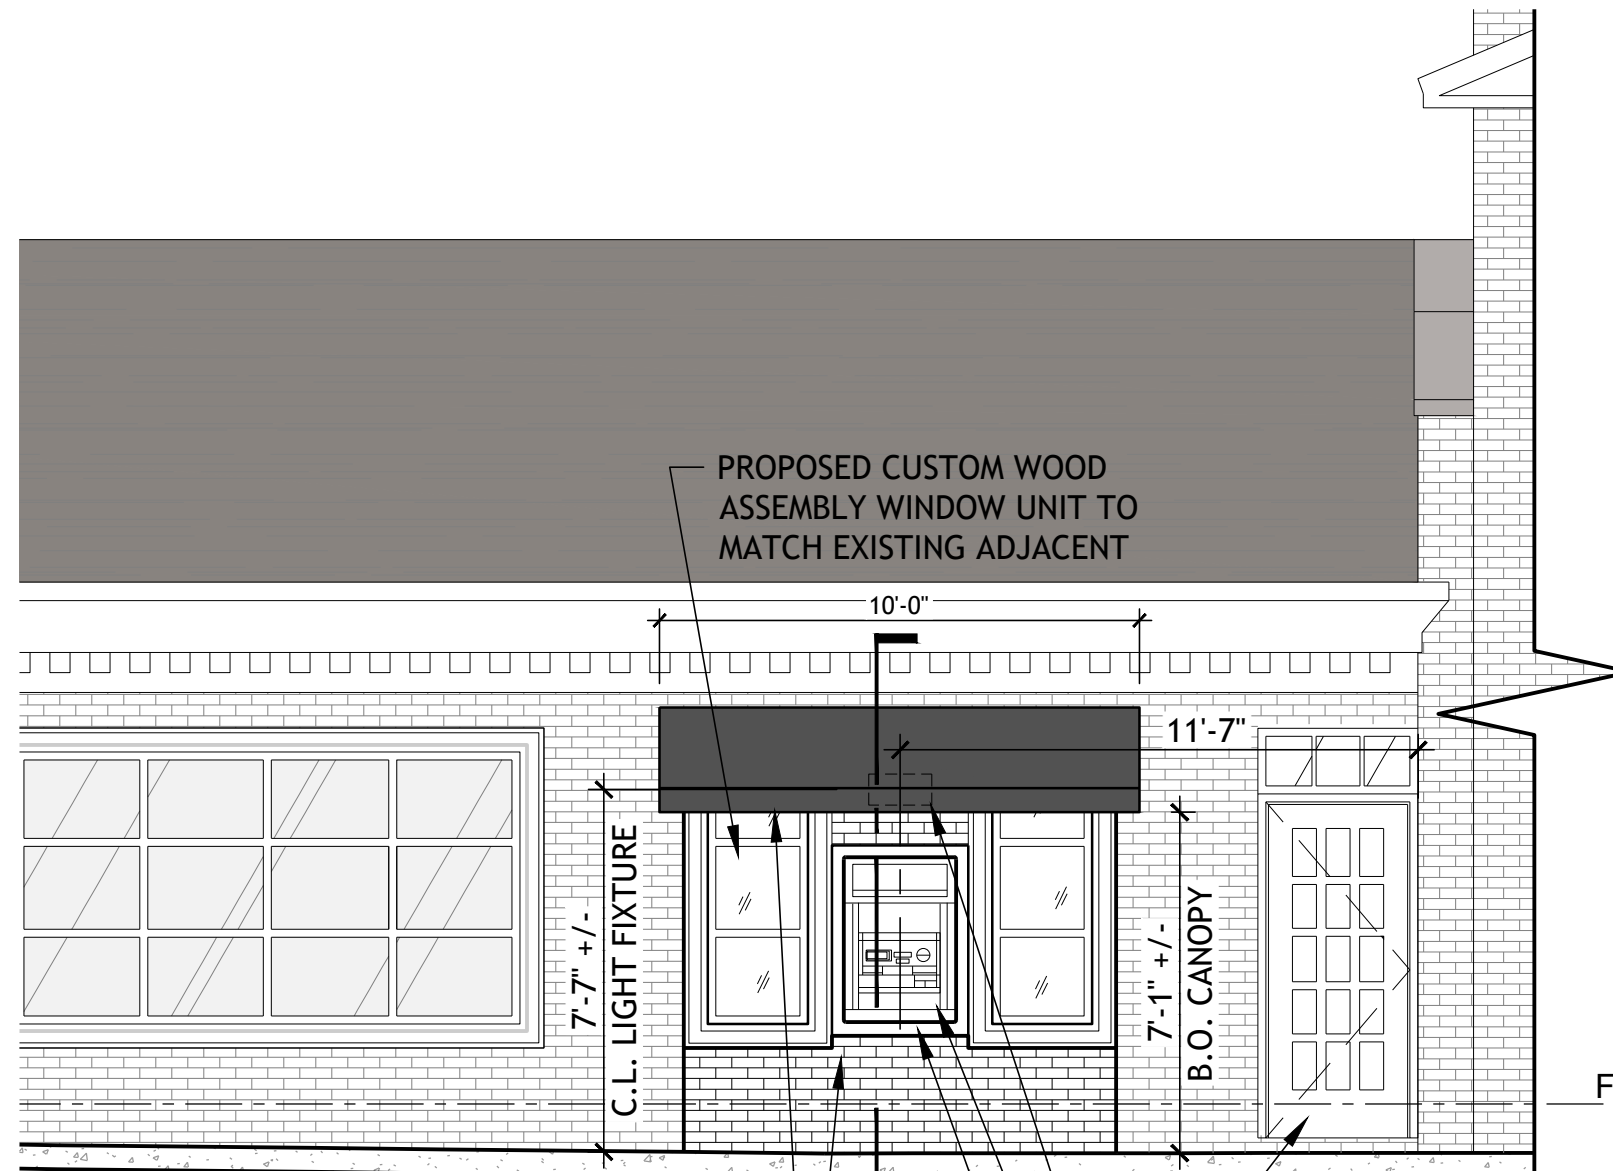 PROPOSED CUSTOM WOOD
ASSEMBLY WINDOW UNIT TO
MATCH EXISTING ADJACENT
10'-0"
11'-7"
7'-7" +/-
C.L. LIGHT FIXTURE
7'-1" +/-
B.O. CANOPY
F